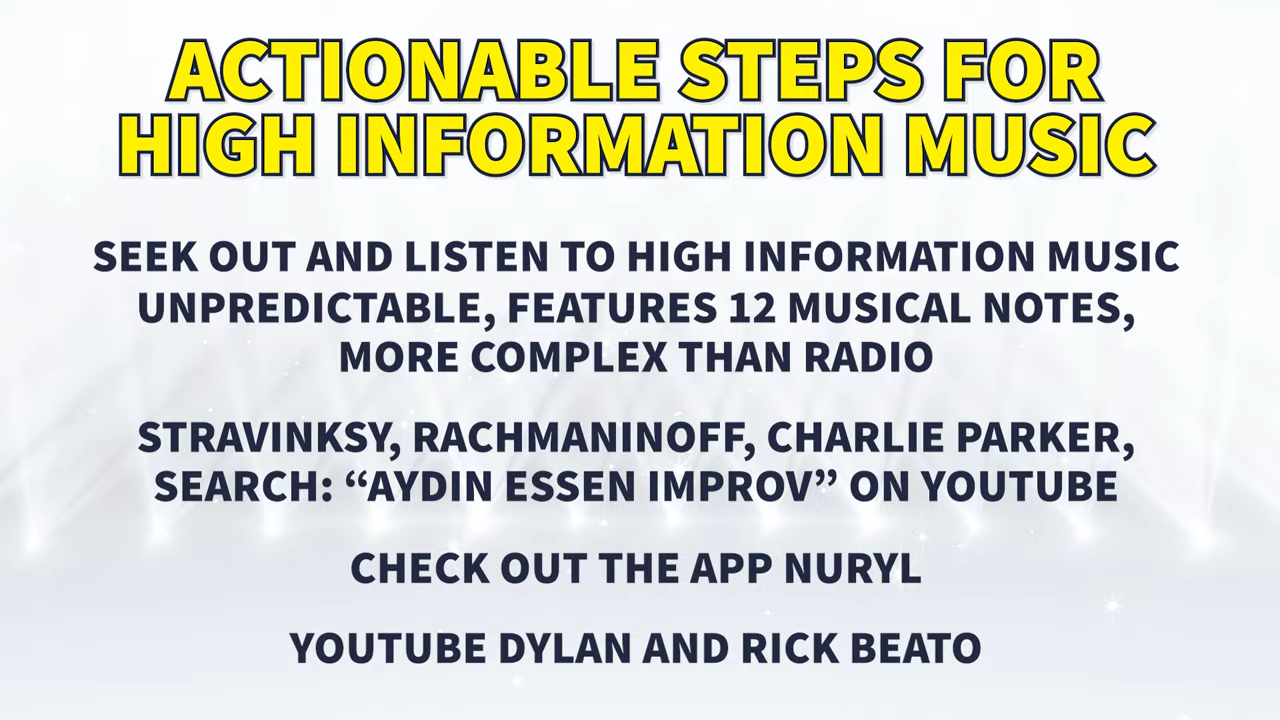 ACTIONABLE STEPS FOR
HIGH INFORMATION MUSIC
SEEK OUT AND LISTEN TO HIGH INFORMATION MUSIC
UNPREDICTABLE, FEATURES 12 MUSICAL NOTES,
MORE COMPLEX THAN RADIO
STRAVINKSY, RACHMANINOFF, CHARLIE PARKER,
SEARCH: “AYDIN ESSEN IMPROV” ON YOUTUBE
CHECK OUT THE APP NURYL
YOUTUBE DYLAN AND RICK BEATO